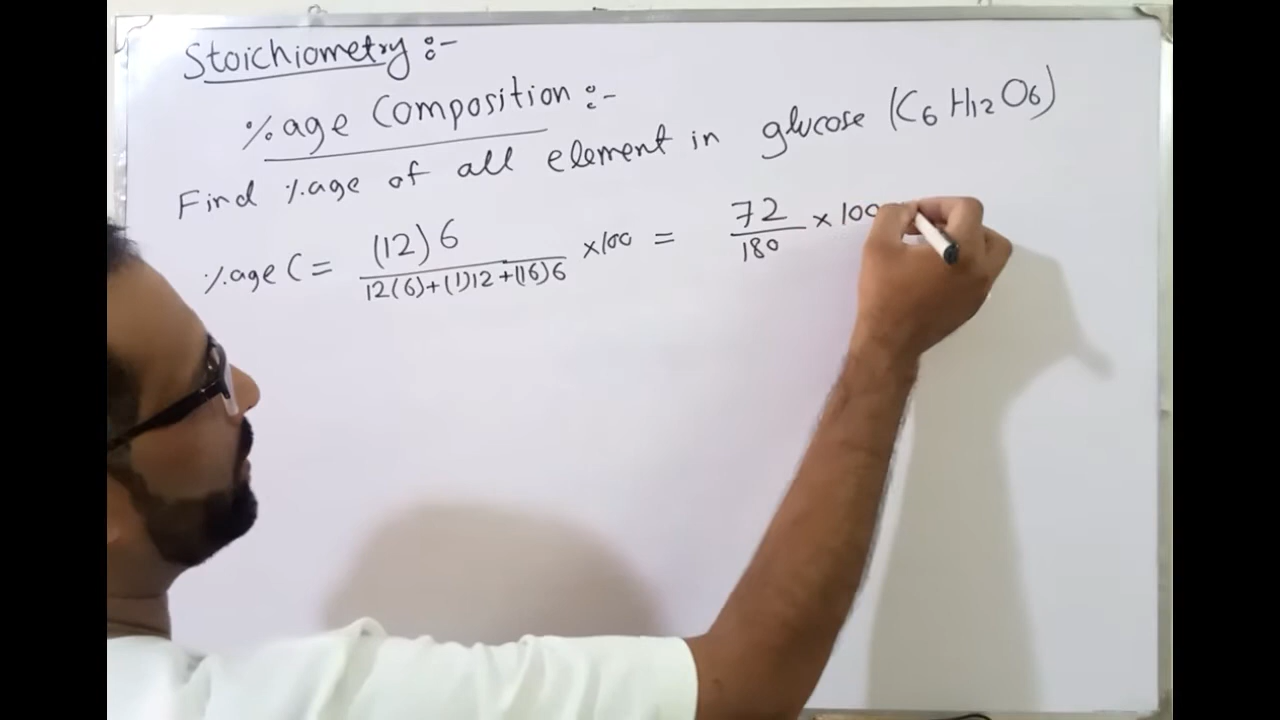 Stoichiometry :-
%age Composition :-
Find %age of all element in glucose (C6 H12 O6)
%age C = (12) 6 / 12(6)+(1)12+(16)6 ×100 = 72 / 180 × 100